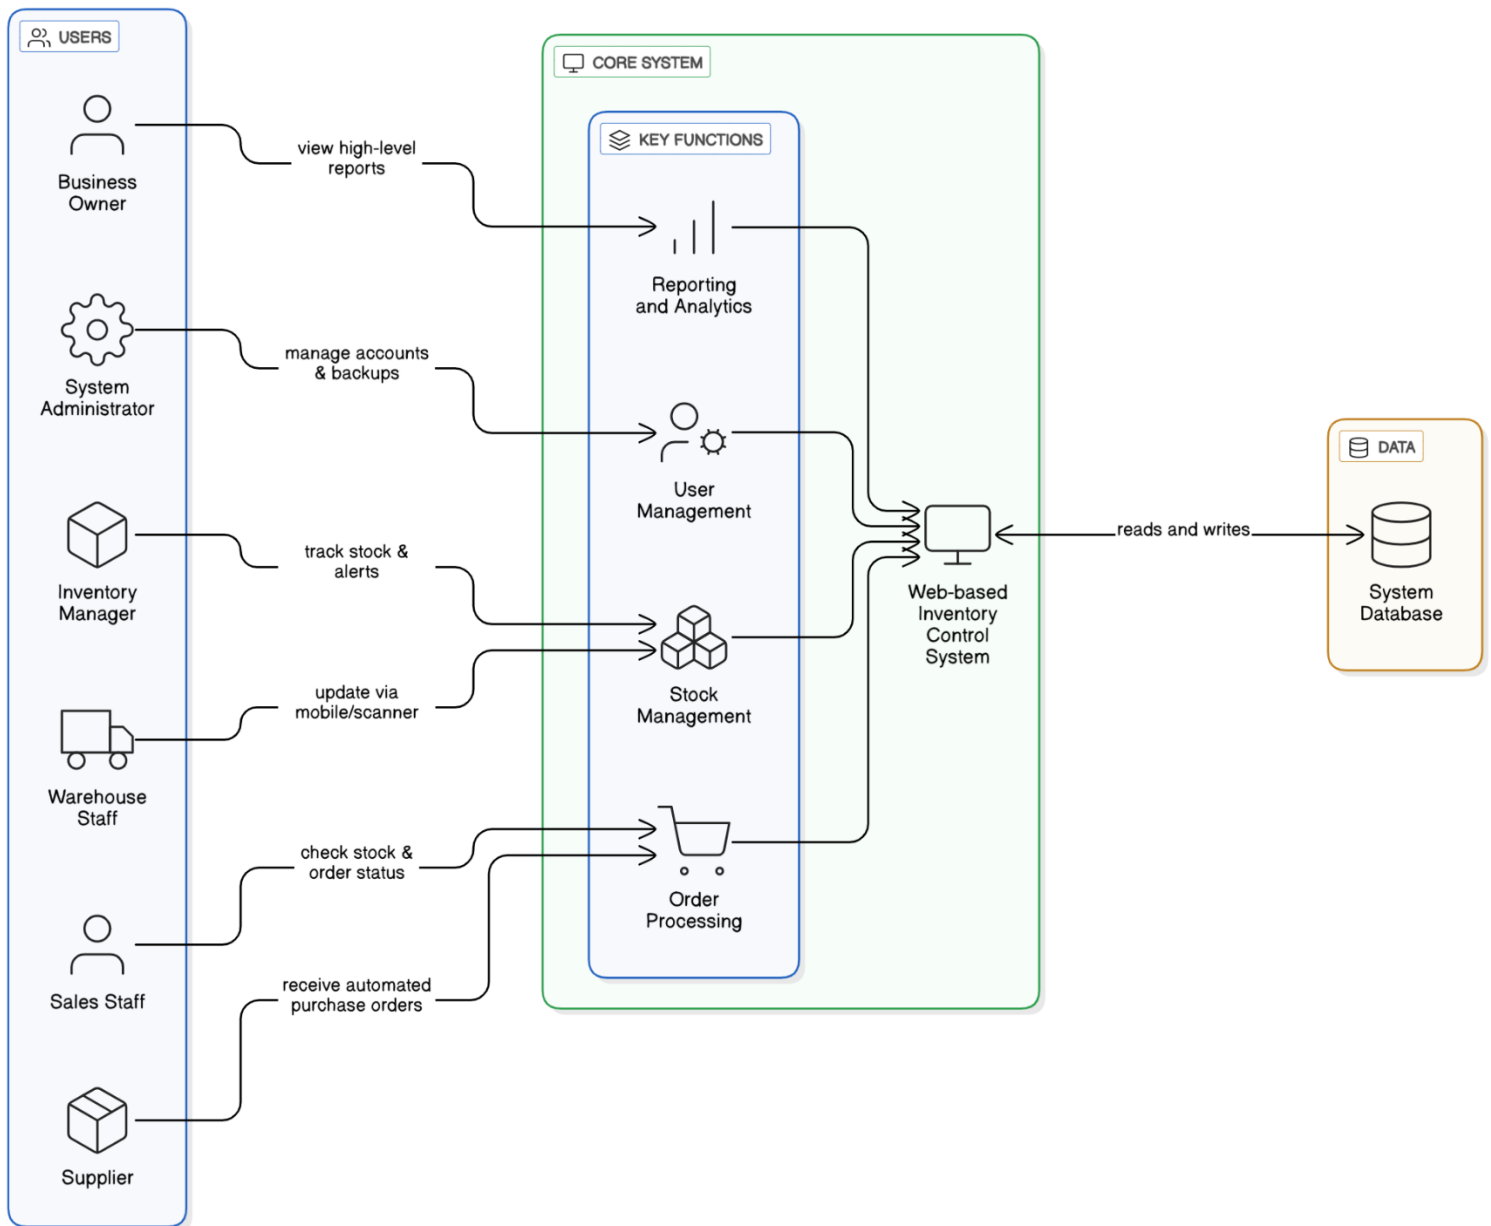 USERS
Business
Owner
System
Administrator
Inventory
Manager
Warehouse
Staff
Sales Staff
Supplier
view high-level
reports
manage accounts
& backups
track stock &
alerts
update via
mobile/scanner
check stock &
order status
receive automated
purchase orders
CORE SYSTEM
KEY FUNCTIONS
Reporting
and Analytics
User
Management
Stock
Management
Order
Processing
Web-based
Inventory
Control
System
reads and writes
DATA
System
Database